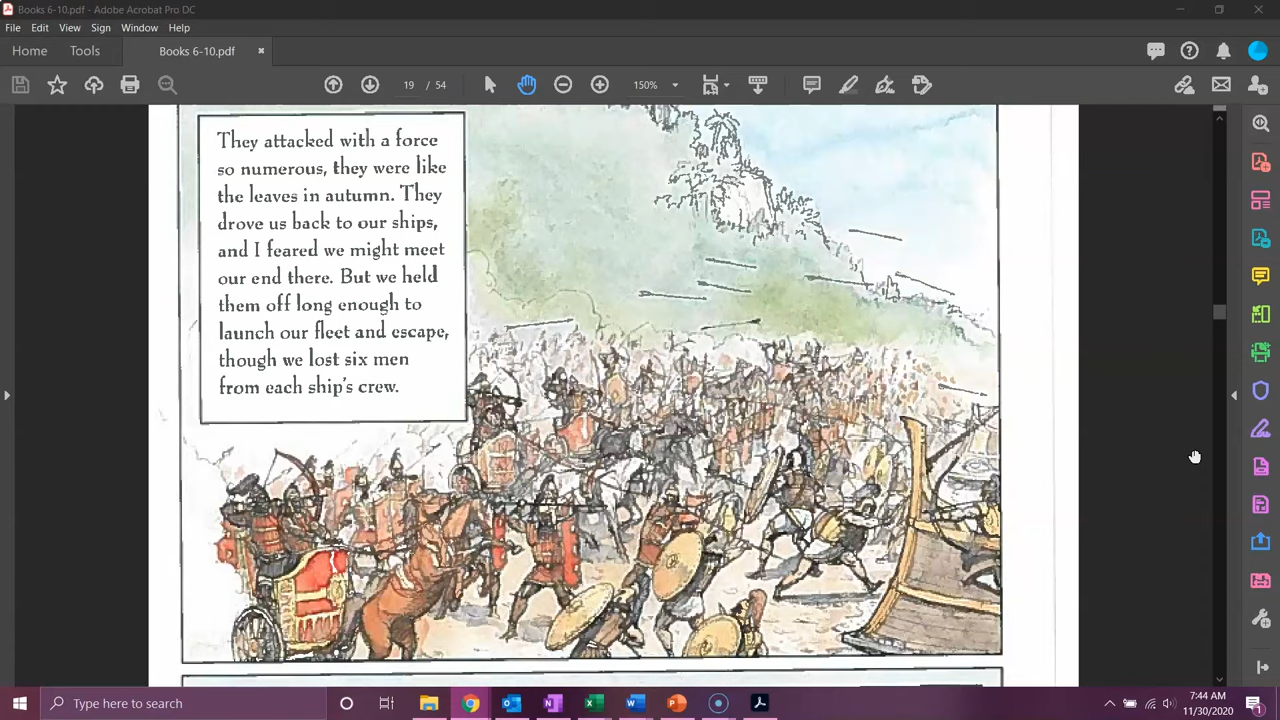 Books 6-10.pdf - Adobe Acrobat Pro DC
File Edit View Sign Window Help
Home Tools Books 6-10.pdf
19 / 54 150%
They attacked with a force
so numerous, they were like
the leaves in autumn. They
drove us back to our ships,
and I feared we might meet
our end there. But we held
them off long enough to
launch our fleet and escape,
though we lost six men
from each ship's crew.
Type here to search
7:44 AM
11/30/2020